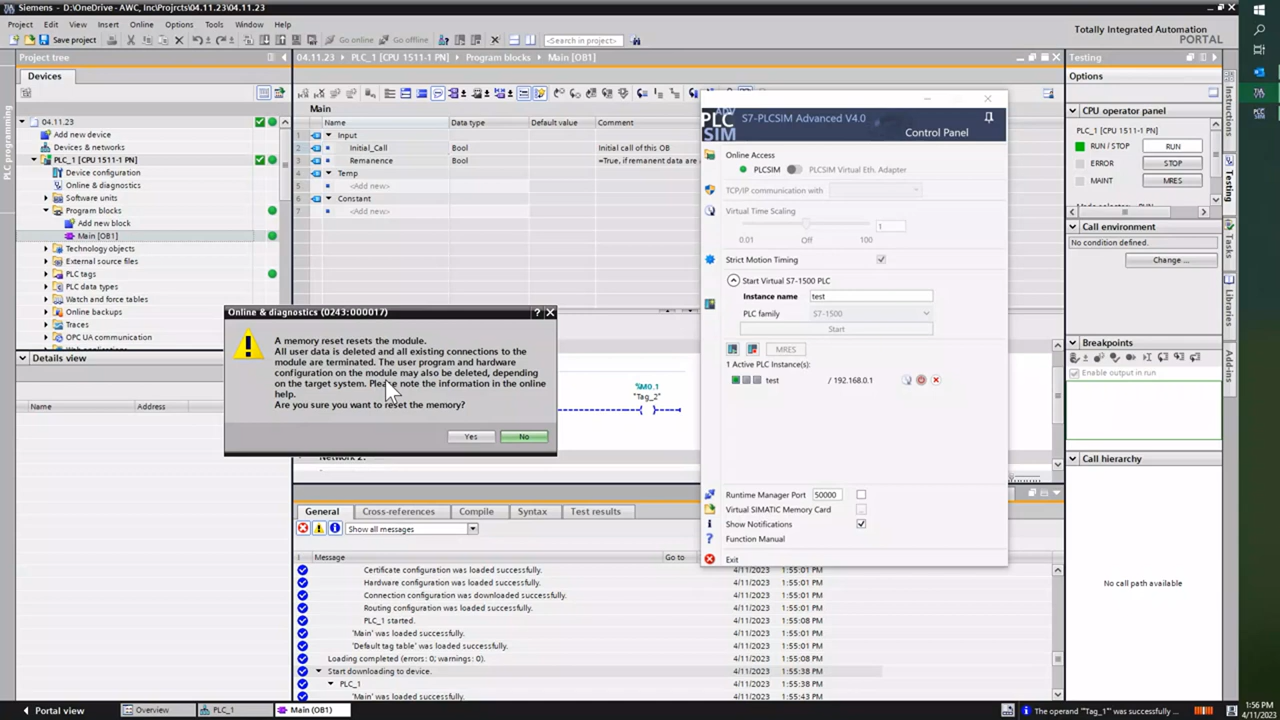 Siemens - D:\OneDrive - AWC, Inc\Projrcts\04.11.23\04.11.23
Project Edit View Insert Online Options Tools Window Help
Totally Integrated Automation
PORTAL
Save project
Go online
Go offline
<Search in project>
Project tree
04.11.23 PLC_1 [CPU 1511-1 PN] Program blocks Main [OB1]
Testing
Devices
Options
PLC programming
04.11.23
Add new device
Devices & networks
PLC_1 [CPU 1511-1 PN]
Device configuration
Online & diagnostics
Software units
Program blocks
Add new block
Main [OB1]
Technology objects
External source files
PLC tags
PLC data types
Watch and force tables
Online backups
Traces
OPC UA communication
Details view
Name Address
Main
Name Data type Default value Comment
1 Input
2 Initial_Call Bool Initial call of this OB
3 Remanence Bool =True, if remanent data are
4 Temp
5 <Add new>
6 Constant
7 <Add new>
%M0.1
"Tag_2"
Network 2:
Online & diagnostics (0243:000017)
A memory reset resets the module.
All user data is deleted and all existing connections to the
module are terminated. The user program and hardware
configuration on the module may also be deleted, depending
on the target system. Please note the information in the online
help.
Are you sure you want to reset the memory?
Yes
No
S7-PLCSIM Advanced V4.0
Control Panel
PLC
SIM
ADV
Online Access
PLCSIM PLCSIM Virtual Eth. Adapter
TCP/IP communication with
Virtual Time Scaling
1
0.01 Off 100
Strict Motion Timing
Start Virtual S7-1500 PLC
Instance name test
PLC family S7-1500
Start
MRES
1 Active PLC Instance(s):
test / 192.168.0.1
Runtime Manager Port 50000
Virtual SIMATIC Memory Card
Show Notifications
Function Manual
Exit
CPU operator panel
PLC_1 [CPU 1511-1 PN]
RUN / STOP RUN
ERROR STOP
MAINT MRES
Call environment
No condition defined.
Change ...
Breakpoints
Enable output in run
Call hierarchy
No call path available
Instructions
Testing
Tasks
Libraries
Add-ins
General Cross-references Compile Syntax Test results
Show all messages
! Message Go to
Certificate configuration was loaded successfully. 4/11/2023 1:55:01 PM
Hardware configuration was loaded successfully. 4/11/2023 1:55:01 PM
Connection configuration was downloaded successfully. 4/11/2023 1:55:01 PM
Routing configuration was loaded successfully. 4/11/2023 1:55:01 PM
PLC_1 started. 4/11/2023 1:55:08 PM
'Main' was loaded successfully. 4/11/2023 1:55:01 PM
'Default tag table' was loaded successfully. 4/11/2023 1:55:01 PM
Loading completed (errors: 0; warnings: 0). 4/11/2023 1:55:08 PM
Start downloading to device. 4/11/2023 1:55:38 PM
PLC_1 4/11/2023 1:55:38 PM
'Main' was loaded successfully. 4/11/2023 1:55:43 PM
Portal view
Overview
PLC_1
Main (OB1)
The operand '"Tag_1"' was successfully ...
1:56 PM
4/11/2023